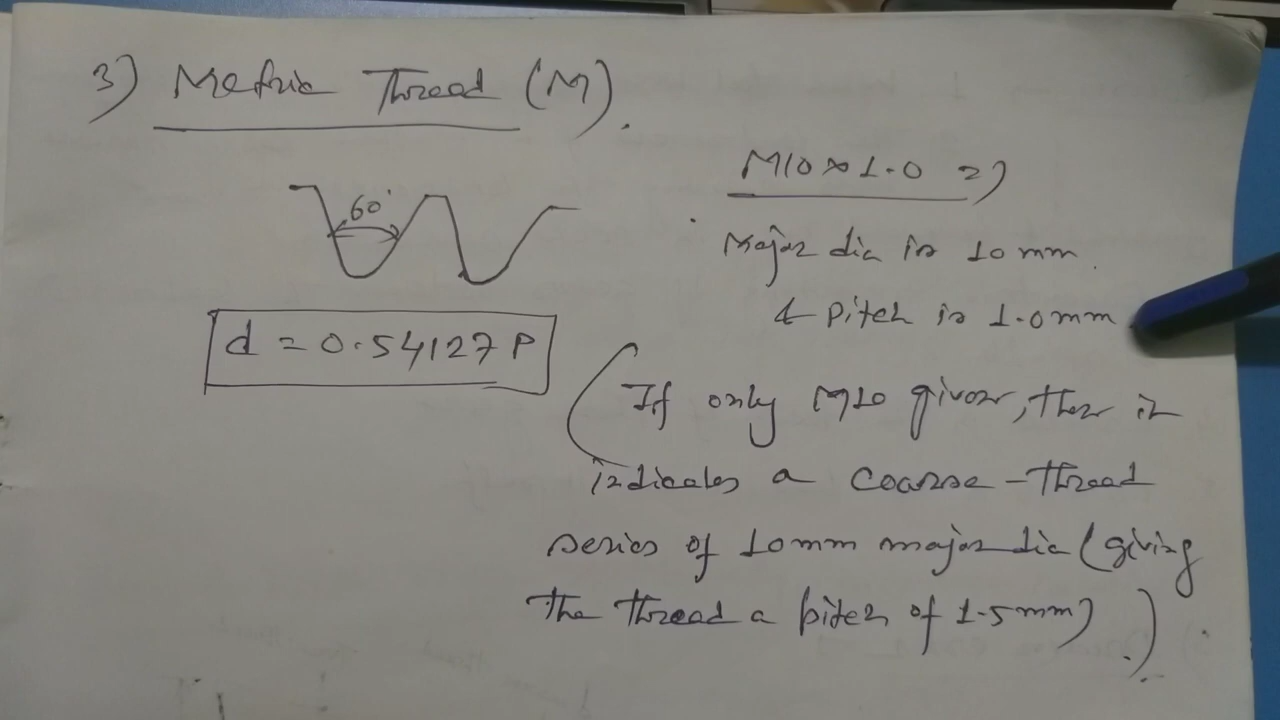 3) Metric Thread (M).
60°
d = 0.54127 P
M10 × 1.0 =>
Major dia is 10 mm.
& pitch is 1.0 mm
(If only M10 given, then it
indicates a coarse-thread
series of 10mm major dia (giving
the thread a pitch of 1.5mm)
.)